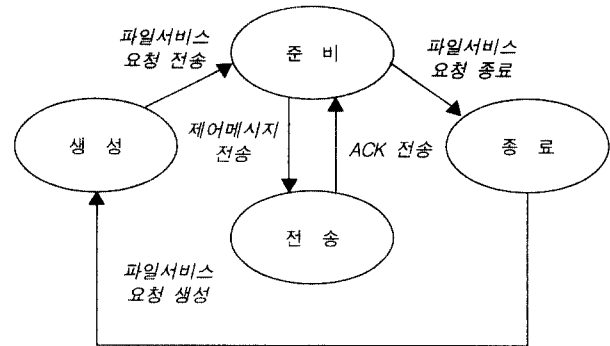 파일서비스
요청 전송
준 비
파일서비스
요청 종료
생 성
제어메시지
전송
ACK 전송
종 료
전 송
파일서비스
요청 생성